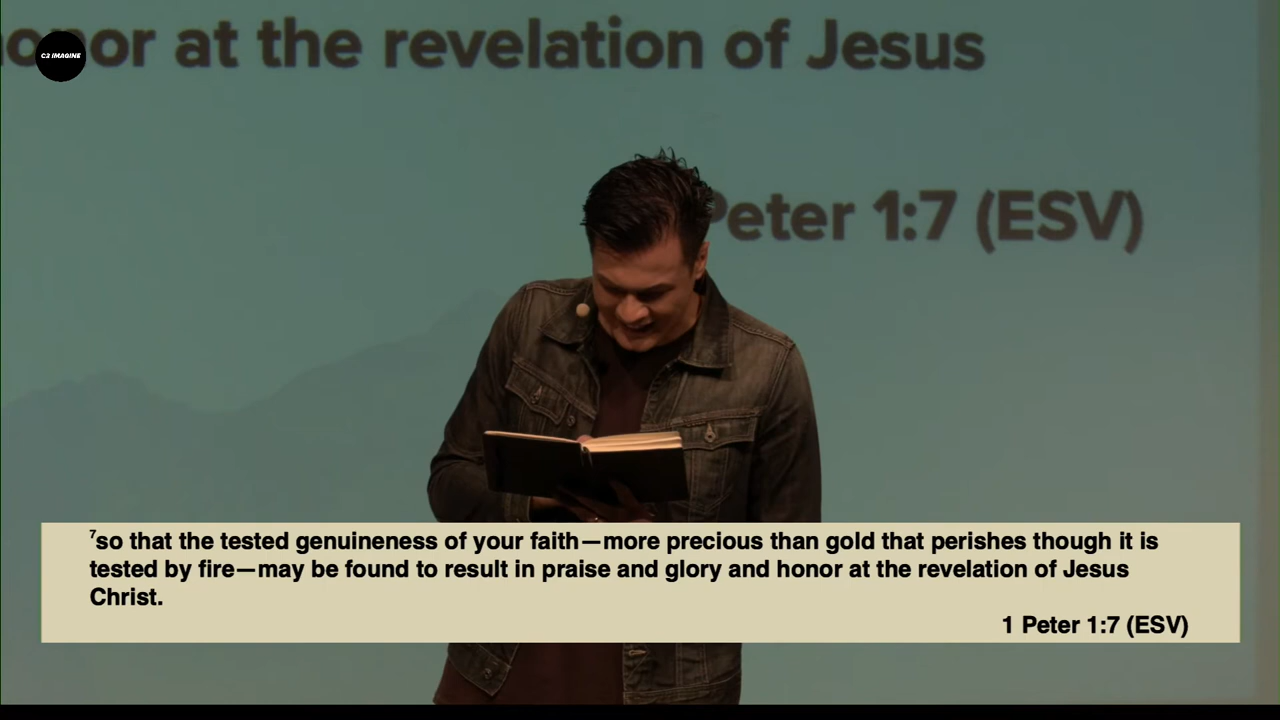 onor at the revelation of Jesus
C3 IMAGINE
Peter 1:7 (ESV)
7so that the tested genuineness of your faith—more precious than gold that perishes though it is
tested by fire—may be found to result in praise and glory and honor at the revelation of Jesus
Christ.
1 Peter 1:7 (ESV)